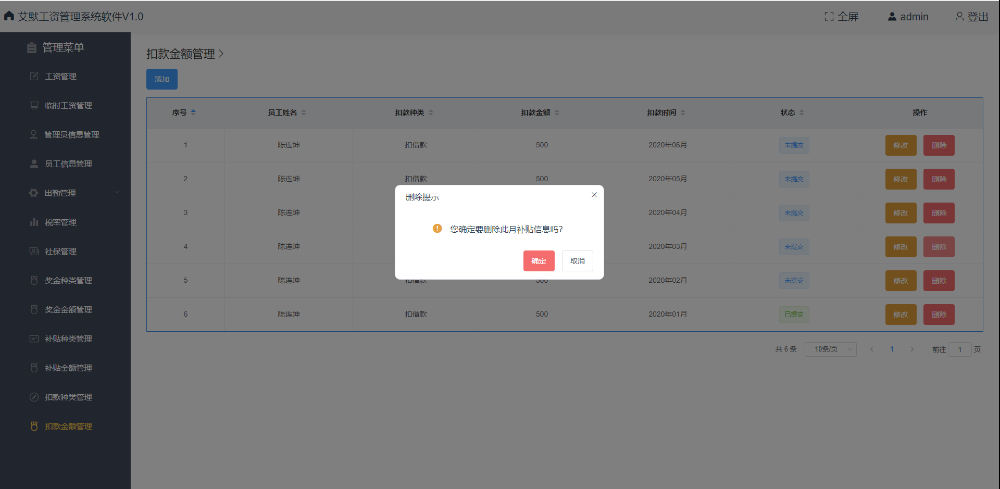 艾默工资管理系统软件V1.0 全屏 admin 登出
管理菜单
工资管理
临时工资管理
管理员信息管理
员工信息管理
出勤管理
税率管理
社保管理
奖金种类管理
奖金金额管理
补贴种类管理
补贴金额管理
扣款种类管理
扣款金额管理
扣款金额管理
添加
序号 员工姓名 扣款种类 扣款金额 扣款时间 状态 操作
1 陈连坤 扣借款 500 2020年06月 未提交 修改 删除
2 陈连坤 扣借款 500 2020年05月 未提交 修改 删除
3 陈连坤 2020年04月 未提交 修改 删除
4 陈连坤 2020年03月 未提交 修改 删除
5 陈连坤 扣借款 500 2020年02月 未提交 修改 删除
6 陈连坤 扣借款 500 2020年01月 已提交 修改 删除
共 6 条 10条/页 1 前往 1 页
删除提示
您确定要删除此月补贴信息吗?
确定 取消